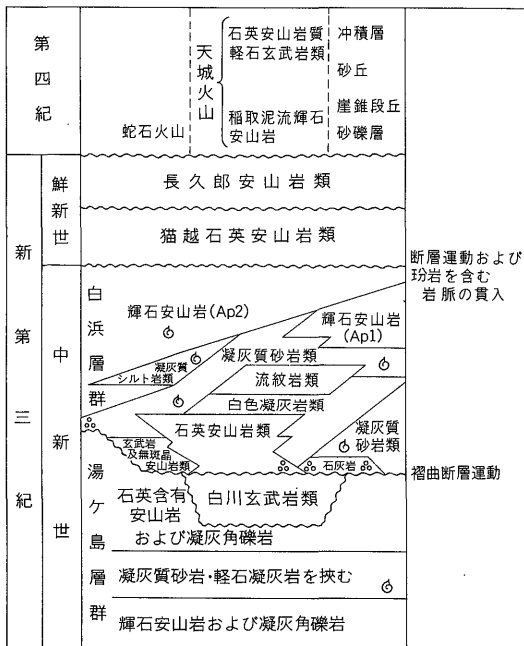 第四紀
蛇石火山
天城火山
石英安山岩質
軽石玄武岩類
稲取泥流輝石
安山岩
冲積層
砂丘
崖錐段丘
砂礫層
新第三紀
鮮新世
長久郎安山岩類
猫越石英安山岩類
断層運動および
玢岩を含む
岩脈の貫入
中新世
白浜層群
輝石安山岩(Ap2)
輝石安山岩
(Ap1)
凝灰質
シルト岩類
凝灰質砂岩類
流紋岩類
白色凝灰岩類
石英安山岩類
凝灰質
砂岩類
玄武岩
及無斑晶
安山岩類
石灰岩
褶曲断層運動
湯ケ島層群
石英含有
安山岩
白川玄武岩類
および凝灰角礫岩
凝灰質砂岩・軽石凝灰岩を挾む
輝石安山岩および凝灰角礫岩